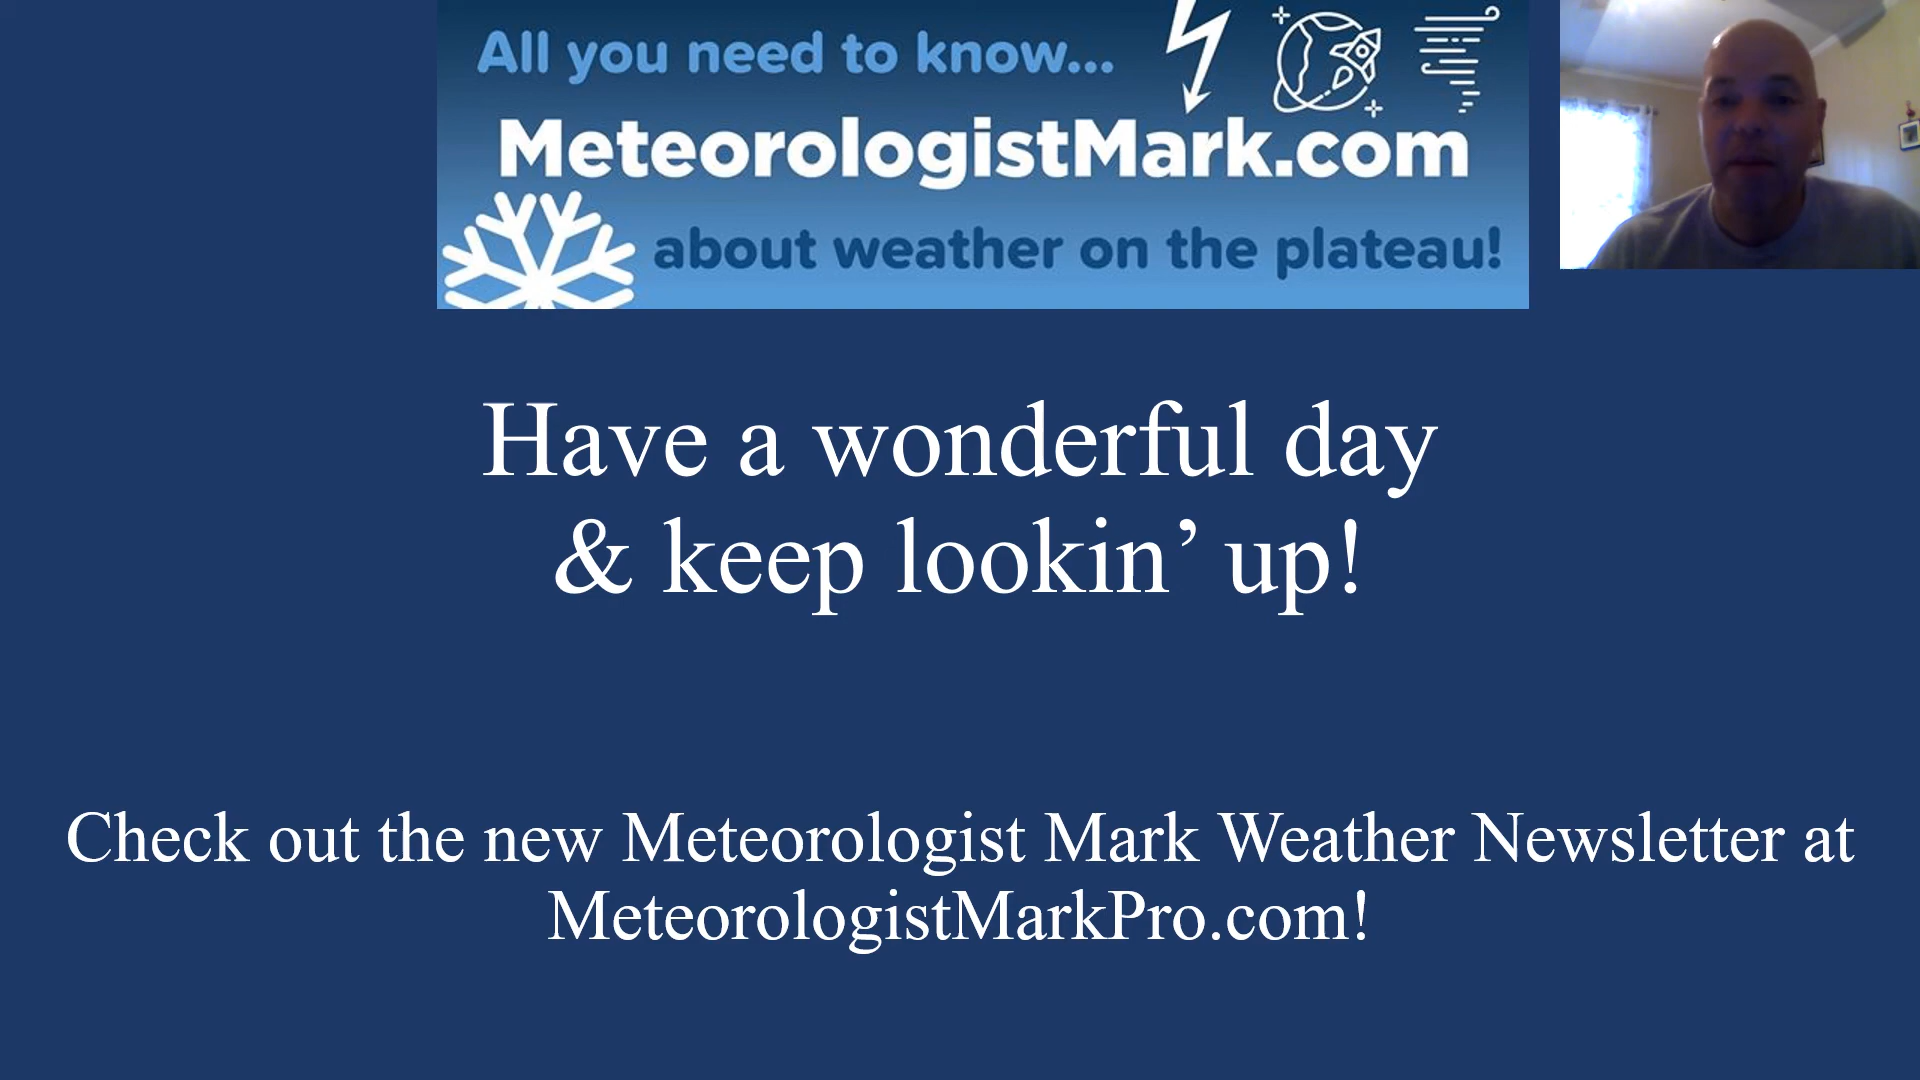 All you need to know...
MeteorologistMark.com
about weather on the plateau!
Have a wonderful day
& keep lookin’ up!
Check out the new Meteorologist Mark Weather Newsletter at
MeteorologistMarkPro.com!